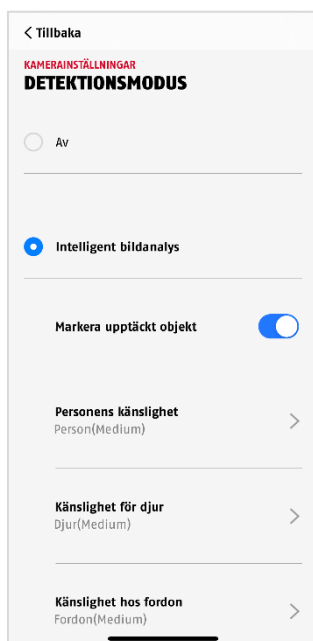 Tillbaka
KAMERAINSTÄLLNINGAR
DETEKTIONSMODUS
Av
Intelligent bildanalys
Markera upptäckt objekt
Personens känslighet
Person(Medium)
Känslighet för djur
Djur(Medium)
Känslighet hos fordon
Fordon(Medium)